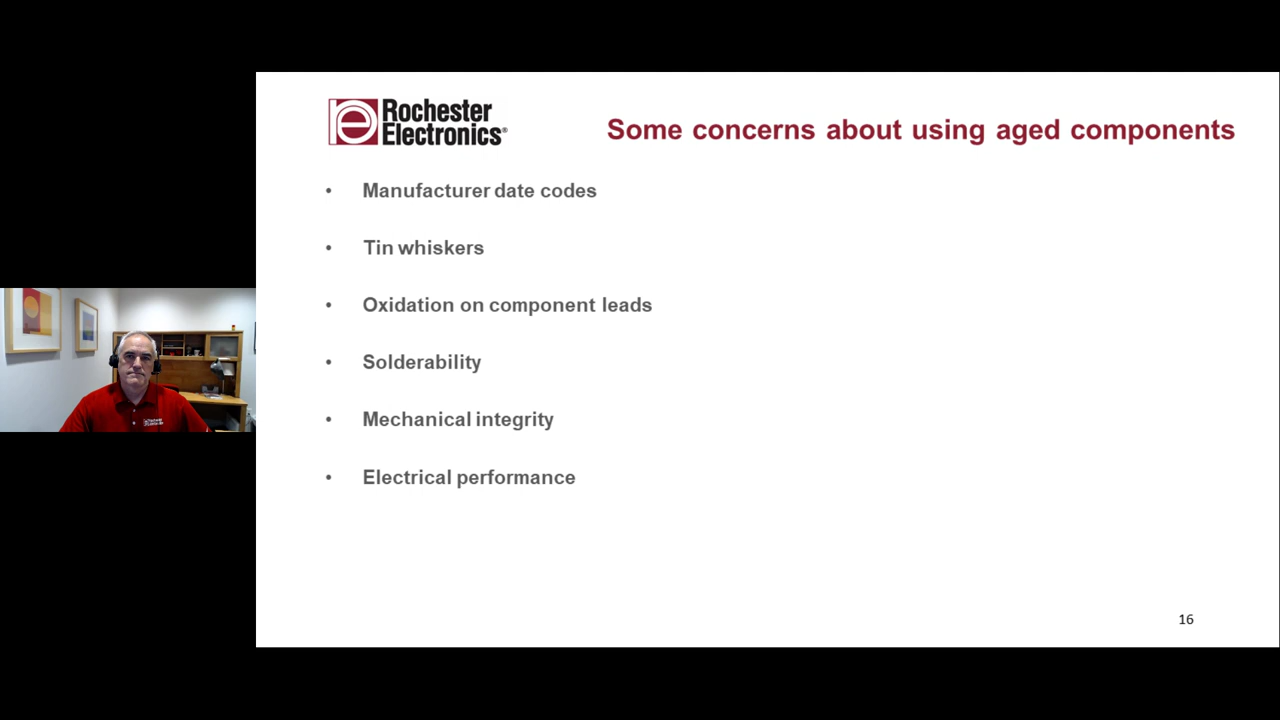 Rochester
Electronics®
Some concerns about using aged components
• Manufacturer date codes
• Tin whiskers
• Oxidation on component leads
• Solderability
• Mechanical integrity
• Electrical performance
16